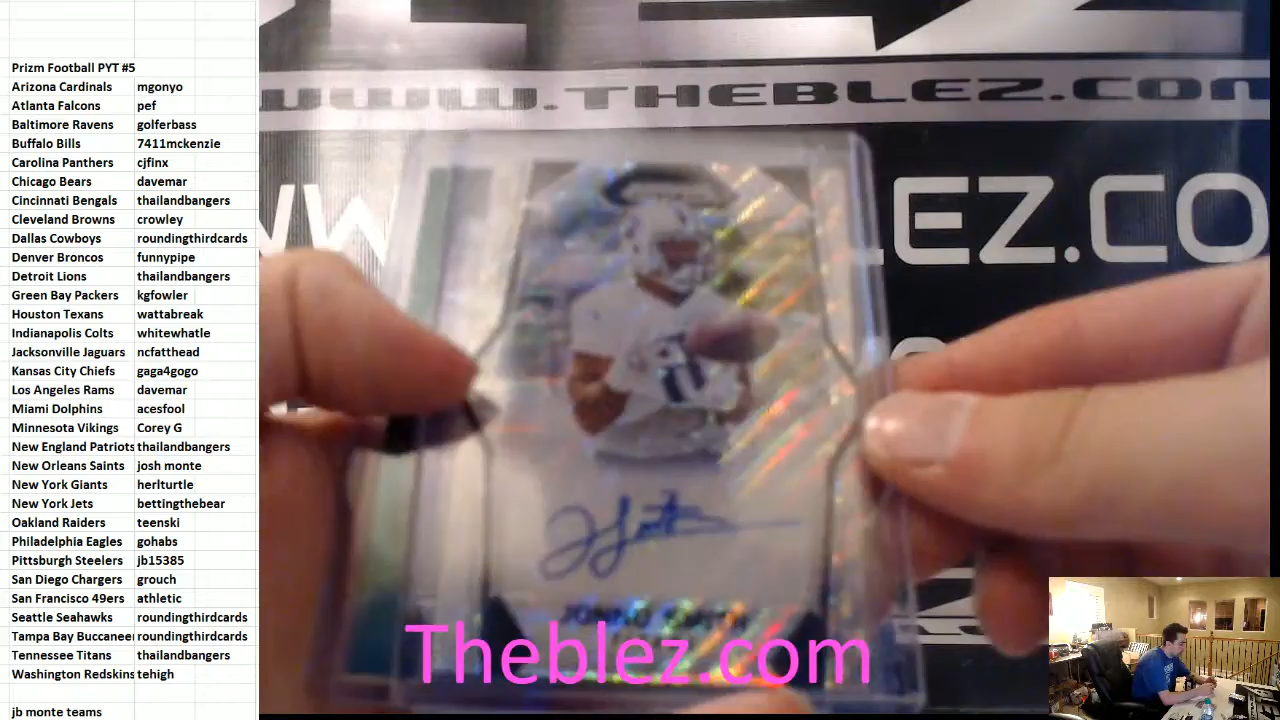 Prizm Football PYT #5
Arizona Cardinals mgonyo
Atlanta Falcons pef
Baltimore Ravens golferbass
Buffalo Bills 7411mckenzie
Carolina Panthers cjfinx
Chicago Bears davemar
Cincinnati Bengals thailandbangers
Cleveland Browns crowley
Dallas Cowboys roundingthirdcards
Denver Broncos funnypipe
Detroit Lions thailandbangers
Green Bay Packers kgfowler
Houston Texans wattabreak
Indianapolis Colts whitewhatle
Jacksonville Jaguars ncfatthead
Kansas City Chiefs gaga4gogo
Los Angeles Rams davemar
Miami Dolphins acesfool
Minnesota Vikings Corey G
New England Patriots thailandbangers
New Orleans Saints josh monte
New York Giants herlturtle
New York Jets bettingthebear
Oakland Raiders teenski
Philadelphia Eagles gohabs
Pittsburgh Steelers jb15385
San Diego Chargers grouch
San Francisco 49ers athletic
Seattle Seahawks roundingthirdcards
Tampa Bay Buccaneer roundingthirdcards
Tennessee Titans thailandbangers
Washington Redskins tehigh
jb monte teams
WWW.THEBLEZ.COM
LEZ.CO
Theblez.com